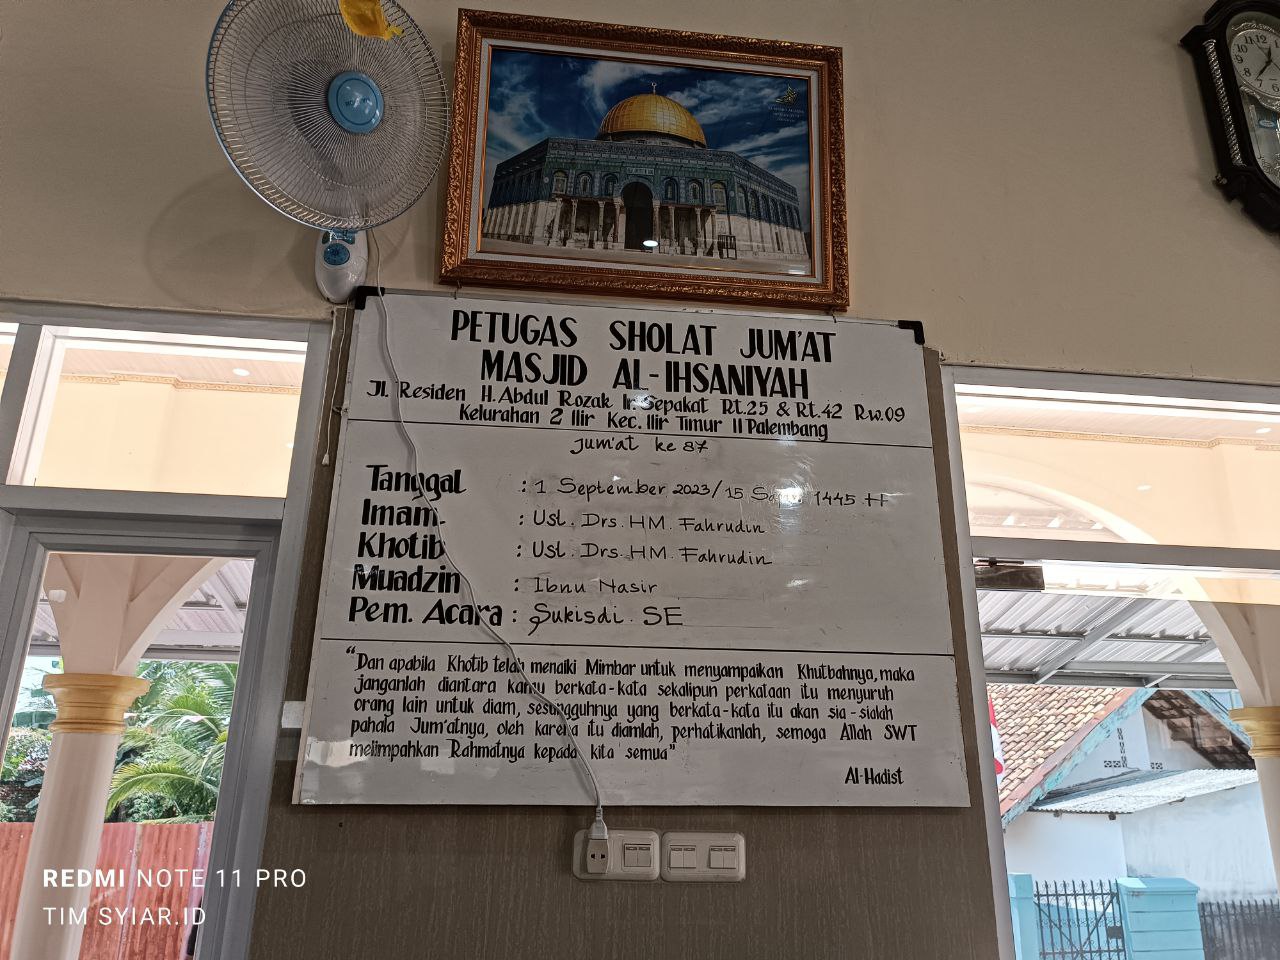 PETUGAS SHOLAT JUM'AT
MASJID AL-IHSANIYAH
Jl. Residen H. Abdul Rozak lr. Sepakat Rt.25 & Rt.42 Rw.09
Kelurahan 2 Ilir Kec. Ilir Timur II Palembang
Jum'at ke 87
Tanggal : 1 September 2023/15 Safar 1445 H
Imam : Ust. Drs. HM. Fahrudin
Khotib : Ust. Drs. HM. Fahrudin
Muadzin : Ibnu Nasir
Pem. Acara : Sukisdi. SE
"Dan apabila Khotib telah menaiki Mimbar untuk menyampaikan Khutbahnya, maka
janganlah diantara kamu berkata-kata sekalipun perkataan itu menyuruh
orang lain untuk diam, sesungguhnya yang berkata-kata itu akan sia-sialah
pahala Jum'atnya, oleh karena itu diamlah, perhatikanlah, semoga Allah SWT
melimpahkan Rahmatnya kepada kita semua"
Al-Hadist
REDMI NOTE 11 PRO
TIM SYIAR.ID